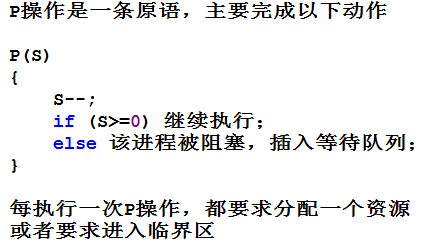 P操作是一条原语，主要完成以下动作
P(S)
{
S--;
if (S>=0) 继续执行;
else 该进程被阻塞，插入等待队列;
}
每执行一次P操作，都要求分配一个资源
或者要求进入临界区